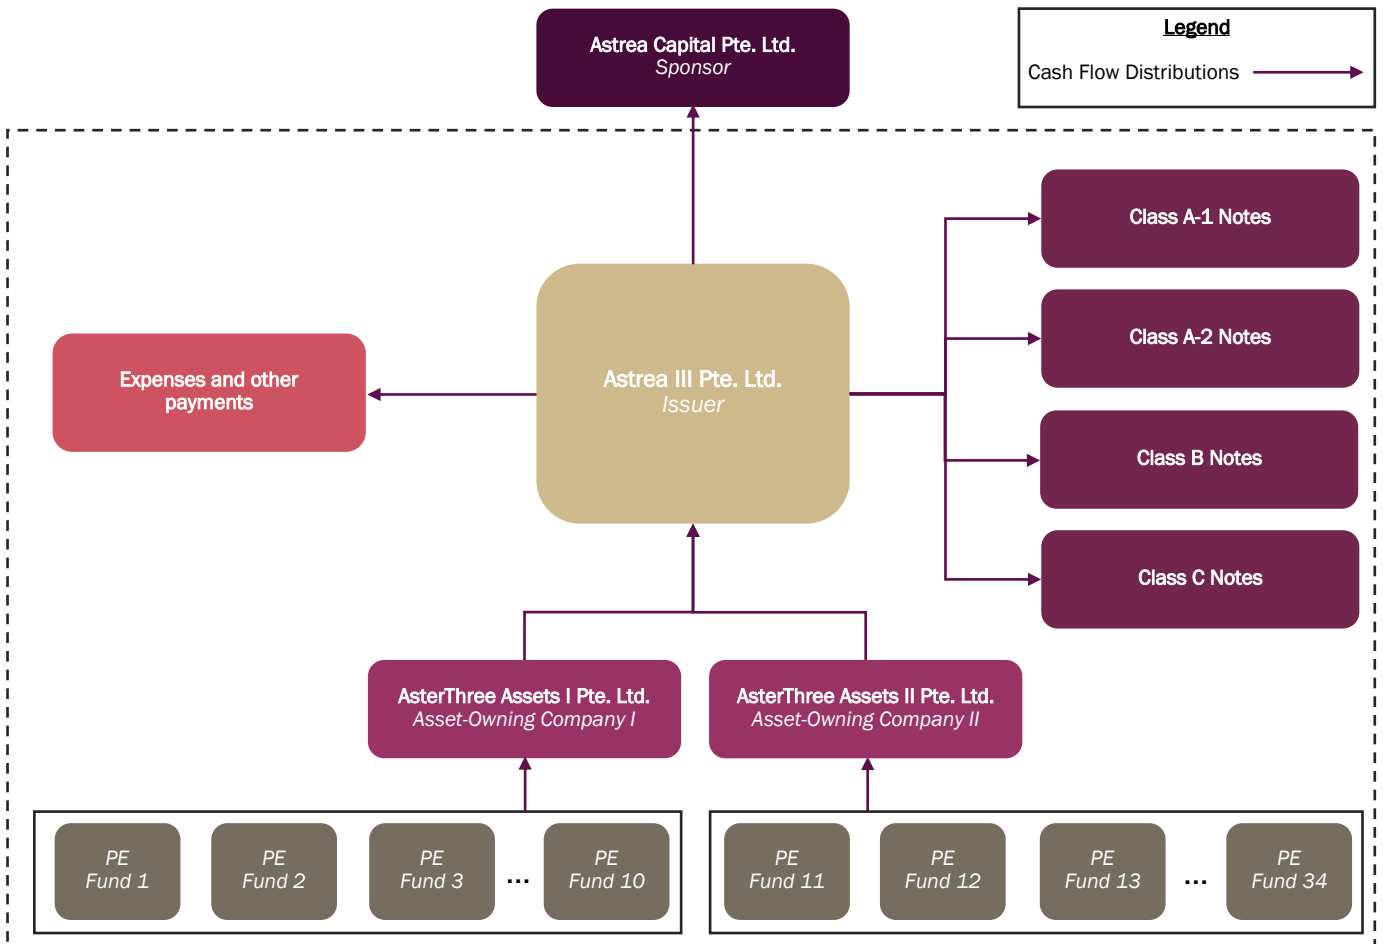 Astrea Capital Pte. Ltd.
Sponsor
Legend
Cash Flow Distributions
Class A-1 Notes
Class A-2 Notes
Class B Notes
Class C Notes
Astrea III Pte. Ltd.
Issuer
Expenses and other
payments
AsterThree Assets I Pte. Ltd.
Asset-Owning Company I
AsterThree Assets II Pte. Ltd.
Asset-Owning Company II
PE
Fund 1
PE
Fund 2
PE
Fund 3
...
PE
Fund 10
PE
Fund 11
PE
Fund 12
PE
Fund 13
...
PE
Fund 34